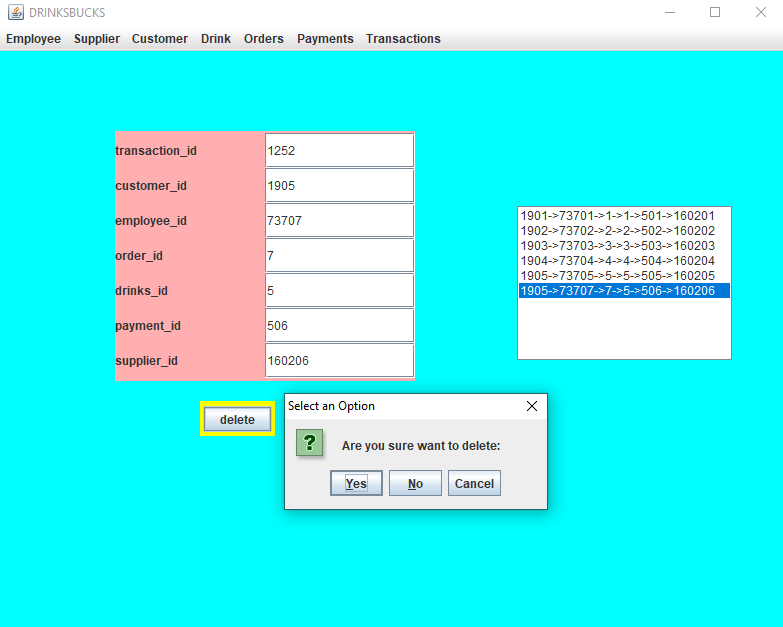 DRINKSBUCKS
Employee Supplier Customer Drink Orders Payments Transactions
transaction_id 1252
customer_id 1905
employee_id 73707
order_id 7
drinks_id 5
payment_id 506
supplier_id 160206
1901->73701->1->1->501->160201
1902->73702->2->2->502->160202
1903->73703->3->3->503->160203
1904->73704->4->4->504->160204
1905->73705->5->5->505->160205
1905->73707->7->5->506->160206
delete
Select an Option
?
Are you sure want to delete:
Yes No Cancel